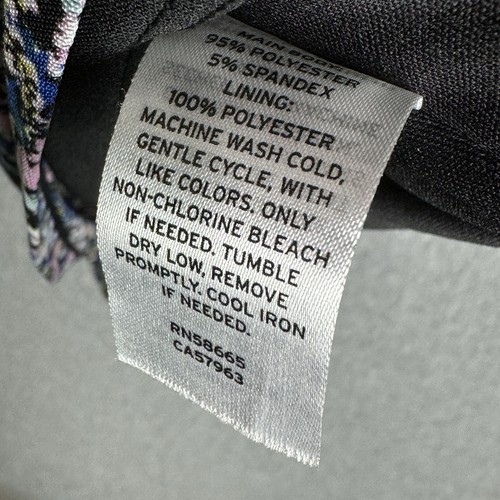 MAIN BODY:
95% POLYESTER
5% SPANDEX
LINING:
100% POLYESTER
MACHINE WASH COLD,
GENTLE CYCLE, WITH
LIKE COLORS, ONLY
NON-CHLORINE BLEACH
IF NEEDED. TUMBLE
DRY LOW. REMOVE
PROMPTLY. COOL IRON
IF NEEDED.
RN58665
CA57963